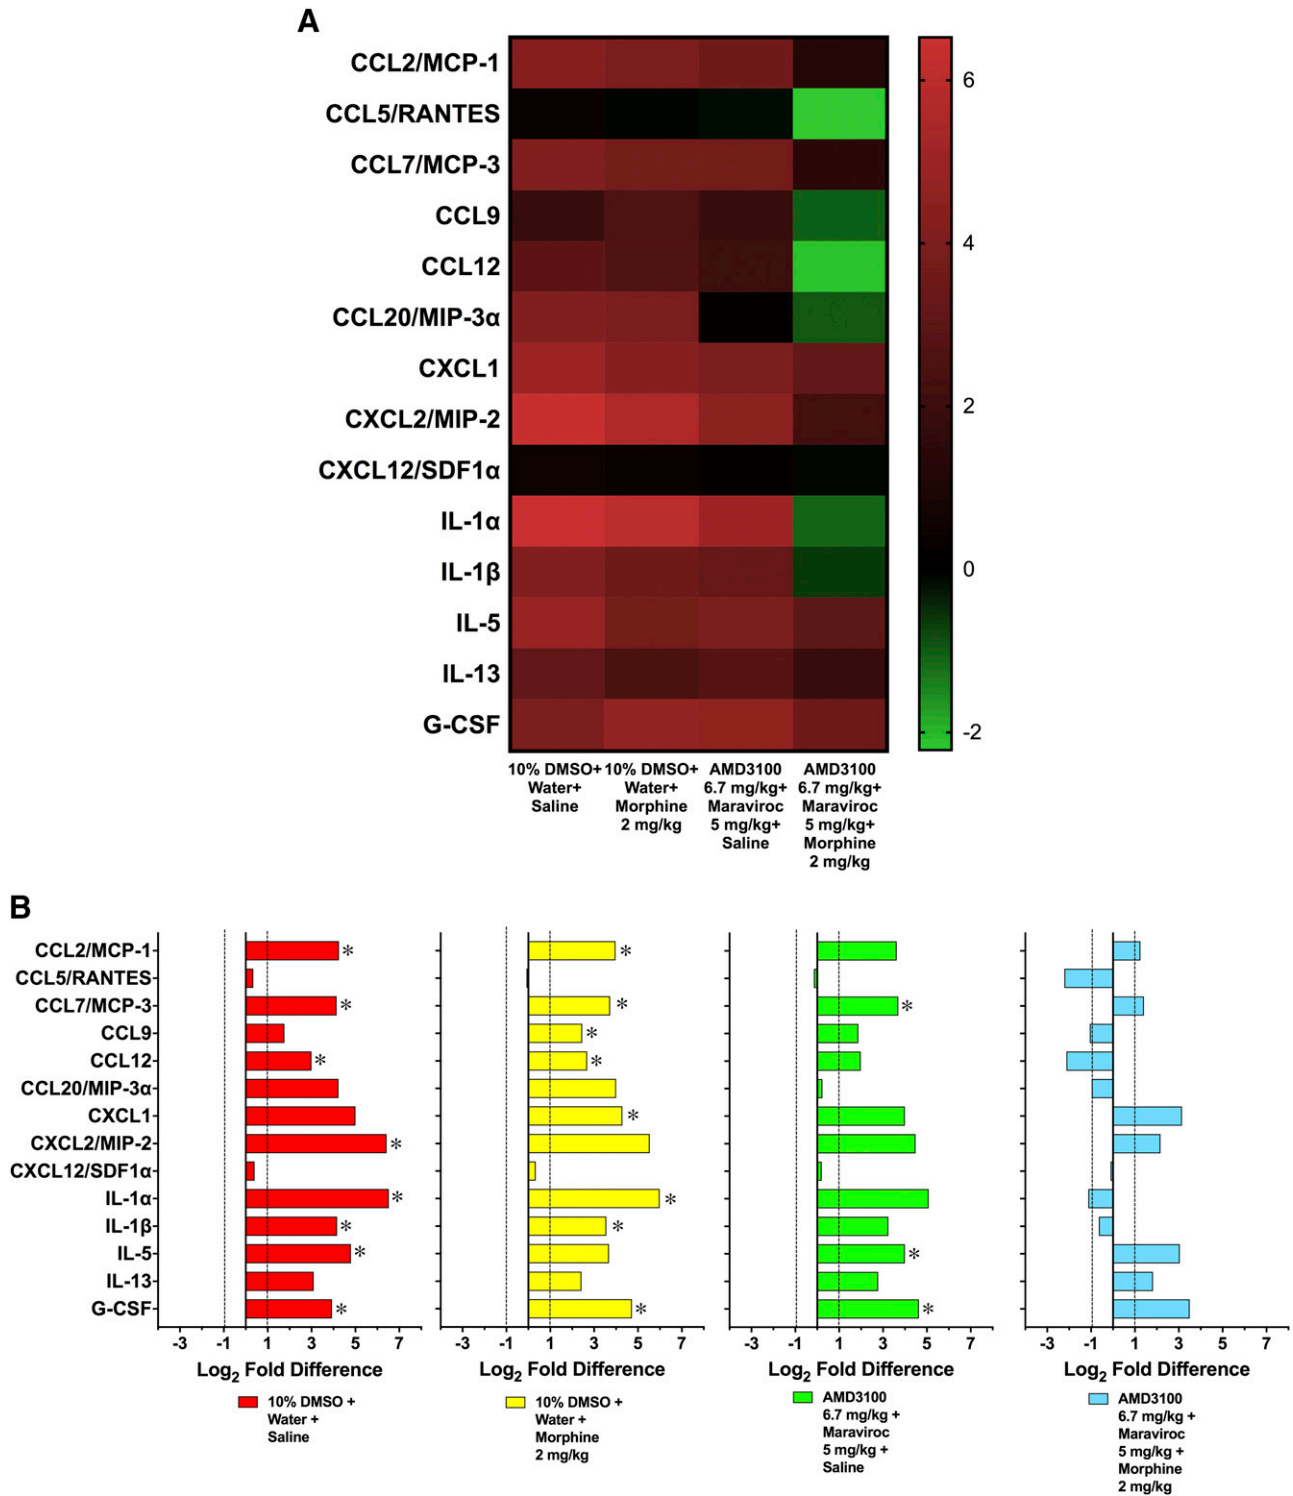 A
CCL2/MCP-1
CCL5/RANTES
CCL7/MCP-3
CCL9
CCL12
CCL20/MIP-3α
CXCL1
CXCL2/MIP-2
CXCL12/SDF1α
IL-1α
IL-1β
IL-5
IL-13
G-CSF
6
4
2
0
-2
10% DMSO+
Water+
Saline
10% DMSO+
Water+
Morphine
2 mg/kg
AMD3100
6.7 mg/kg+
Maraviroc
5 mg/kg+
Saline
AMD3100
6.7 mg/kg+
Maraviroc
5 mg/kg+
Morphine
2 mg/kg
B
CCL2/MCP-1 * *
CCL5/RANTES
CCL7/MCP-3 * * *
CCL9 *
CCL12 * *
CCL20/MIP-3α
CXCL1 *
CXCL2/MIP-2 *
CXCL12/SDF1α
IL-1α * *
IL-1β * *
IL-5 * *
IL-13
G-CSF * * *
-3 -1 1 3 5 7 -3 -1 1 3 5 7 -3 -1 1 3 5 7 -3 -1 1 3 5 7
Log2 Fold Difference Log2 Fold Difference Log2 Fold Difference Log2 Fold Difference
10% DMSO +
Water +
Saline
10% DMSO +
Water +
Morphine
2 mg/kg
AMD3100
6.7 mg/kg +
Maraviroc
5 mg/kg +
Saline
AMD3100
6.7 mg/kg +
Maraviroc
5 mg/kg +
Morphine
2 mg/kg